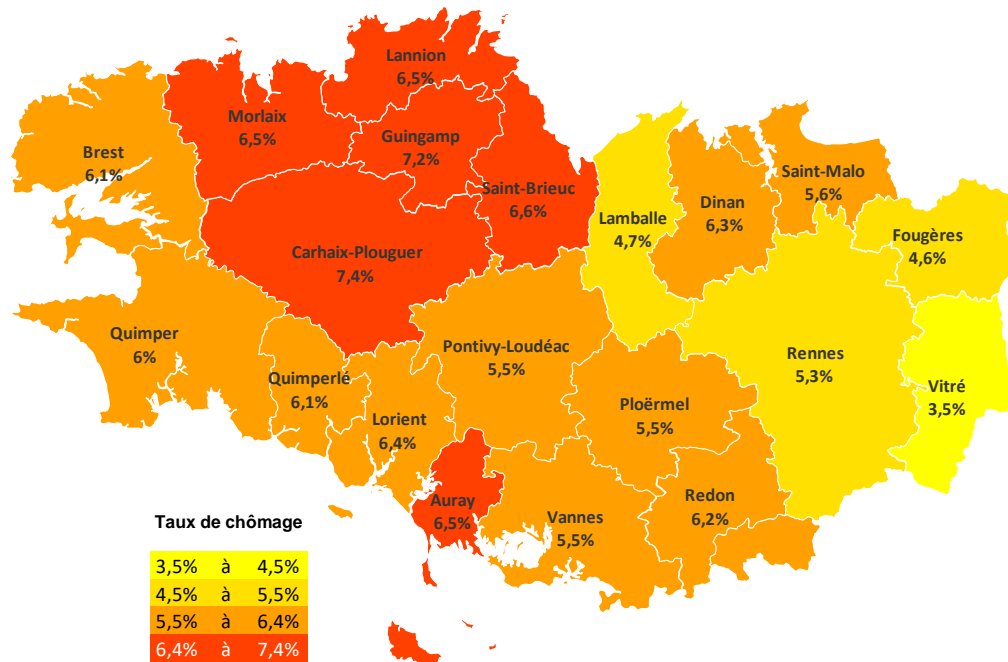 Lannion
6,5%
Morlaix
6,5%
Guingamp
7,2%
Brest
6,1%
Saint-Brieuc
6,6%
Saint-Malo
5,6%
Dinan
6,3%
Lamballe
4,7%
Fougères
4,6%
Carhaix-Plouguer
7,4%
Quimper
6%
Pontivy-Loudéac
5,5%
Rennes
5,3%
Quimperlé
6,1%
Vitré
3,5%
Ploërmel
5,5%
Lorient
6,4%
Auray
6,5%
Redon
6,2%
Vannes
5,5%
Taux de chômage
3,5% à 4,5%
4,5% à 5,5%
5,5% à 6,4%
6,4% à 7,4%